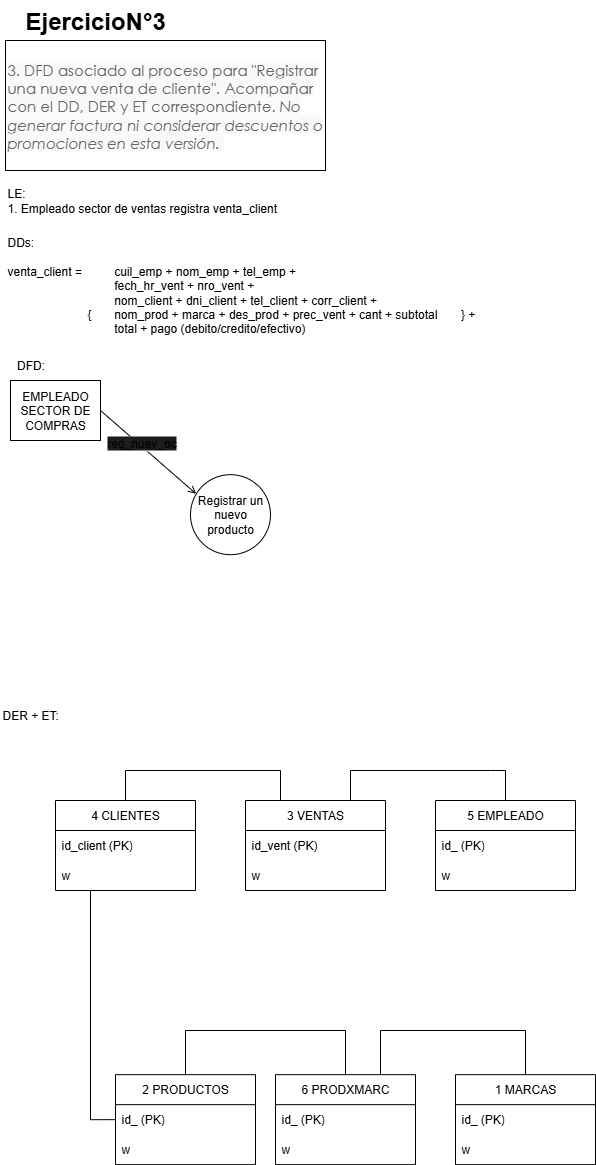 EjercicioN°3
3. DFD asociado al proceso para "Registrar
una nueva venta de cliente". Acompañar
con el DD, DER y ET correspondiente. No
generar factura ni considerar descuentos o
promociones en esta versión.
LE:
1. Empleado sector de ventas registra venta_client
DDs:
venta_client = cuil_emp + nom_emp + tel_emp +
fech_hr_vent + nro_vent +
nom_client + dni_client + tel_client + corr_client +
{ nom_prod + marca + des_prod + prec_vent + cant + subtotal } +
total + pago (debito/credito/efectivo)
DFD:
EMPLEADO
SECTOR DE
COMPRAS
reg_nuev_oc
Registrar un
nuevo
producto
DER + ET:
4 CLIENTES
id_client (PK)
w
3 VENTAS
id_vent (PK)
w
5 EMPLEADO
id_ (PK)
w
2 PRODUCTOS
id_ (PK)
w
6 PRODXMARC
id_ (PK)
w
1 MARCAS
id_ (PK)
w